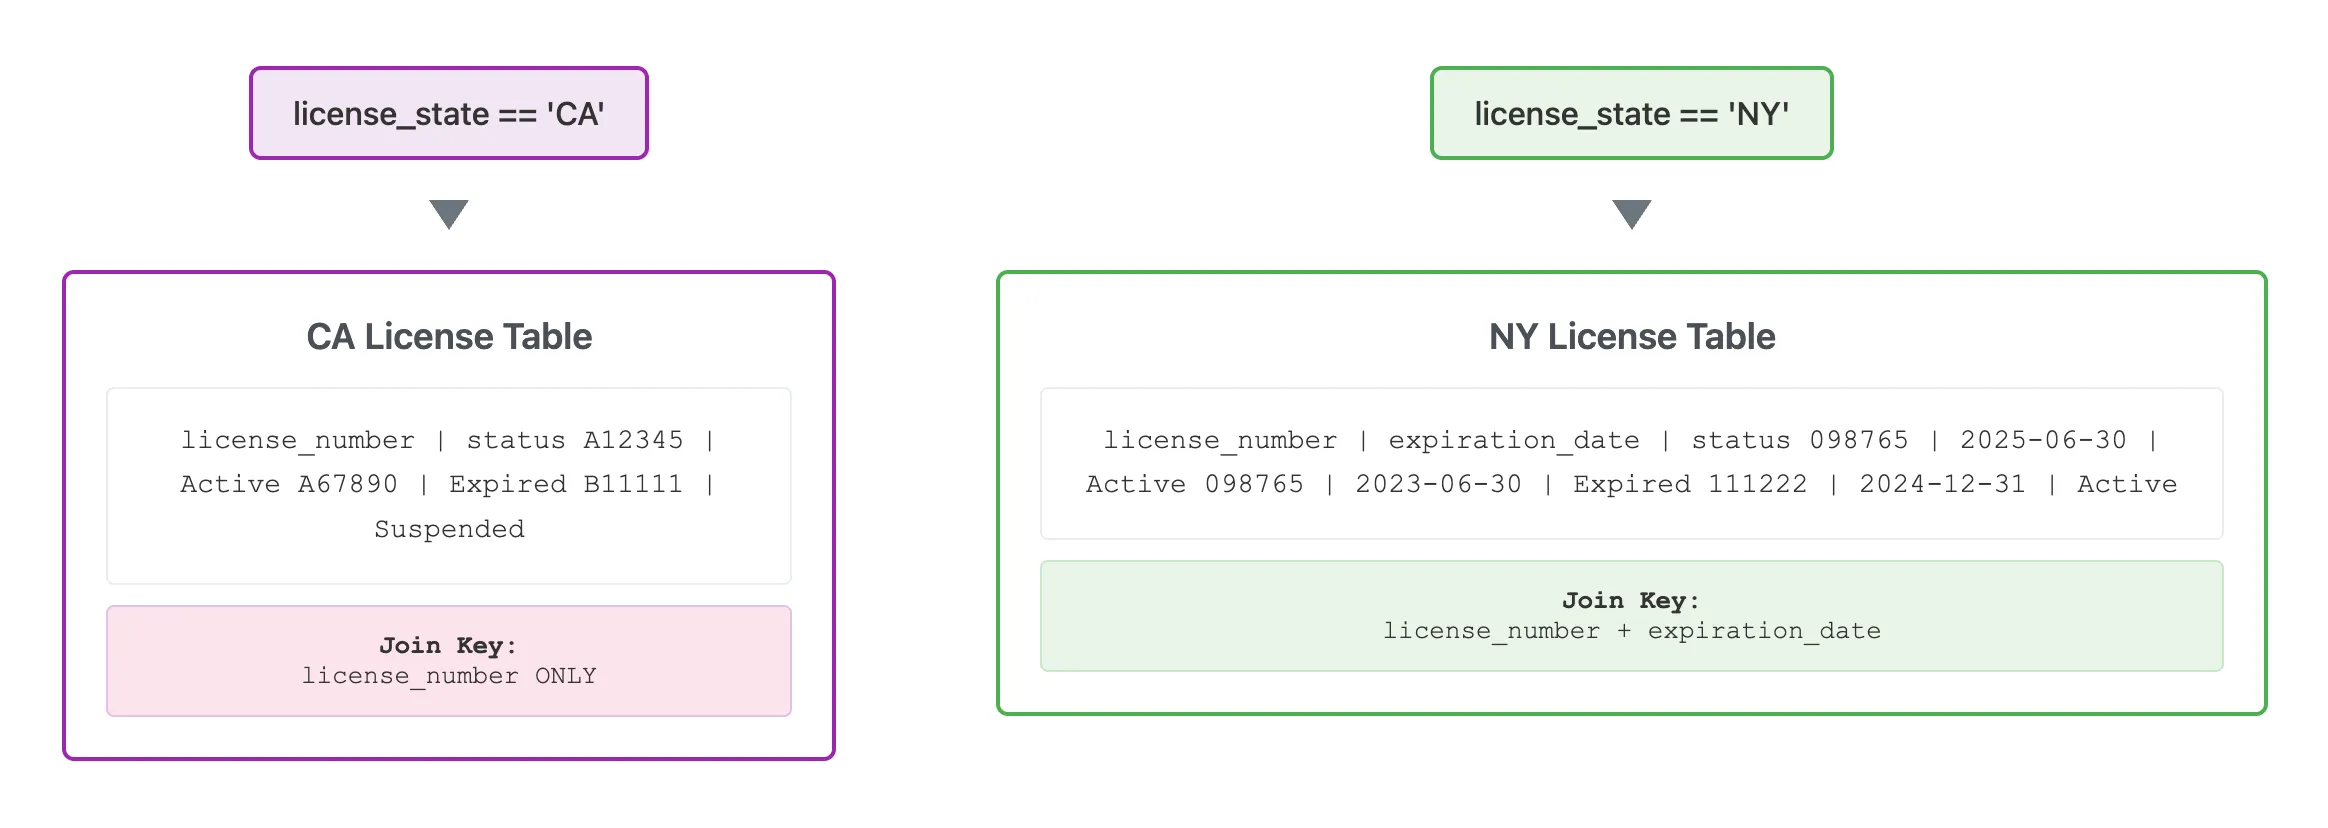 license_state == 'CA'
license_state == 'NY'
CA License Table
license_number | status A12345 |
Active A67890 | Expired B11111 |
Suspended
Join Key:
license_number ONLY
NY License Table
license_number | expiration_date | status 098765 | 2025-06-30 |
Active 098765 | 2023-06-30 | Expired 111222 | 2024-12-31 | Active
Join Key:
license_number + expiration_date